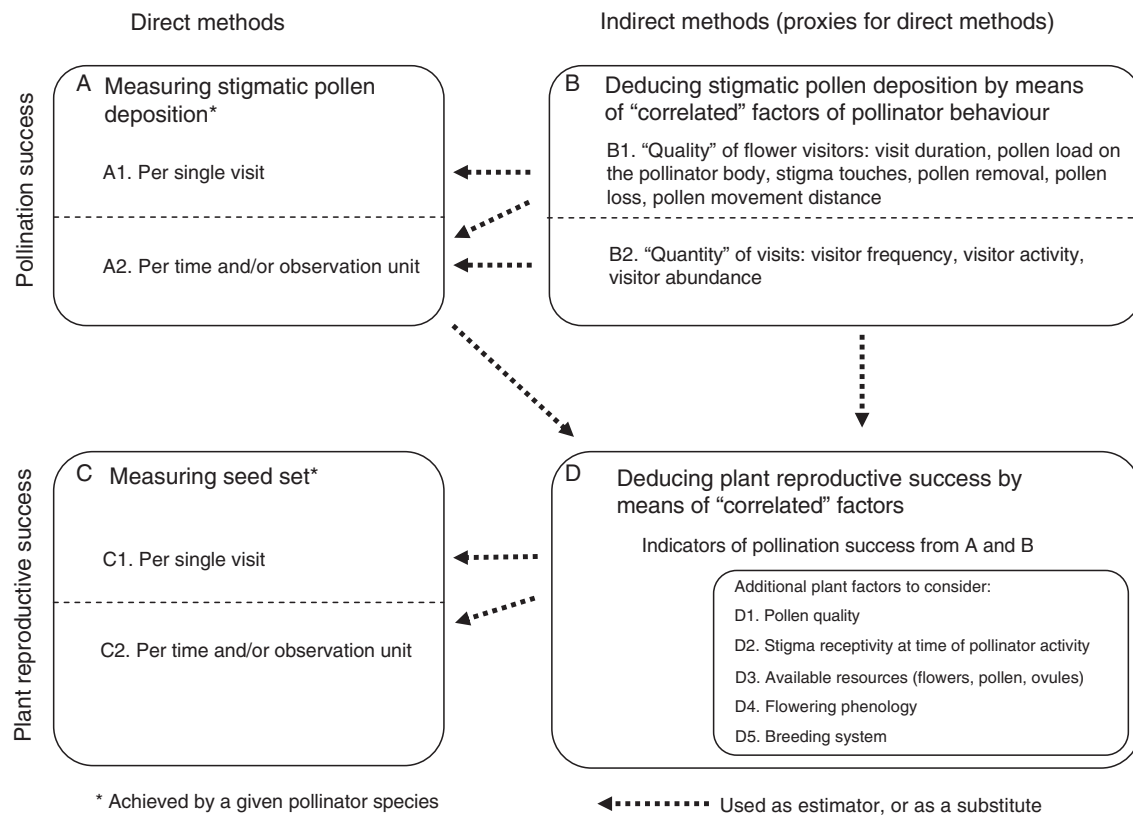 Direct methods
Indirect methods (proxies for direct methods)
Pollination success
A Measuring stigmatic pollen
deposition*
A1. Per single visit
A2. Per time and/or observation unit
B Deducing stigmatic pollen deposition by means
of “correlated” factors of pollinator behaviour
B1. “Quality” of flower visitors: visit duration, pollen load on
the pollinator body, stigma touches, pollen removal, pollen
loss, pollen movement distance
B2. “Quantity” of visits: visitor frequency, visitor activity,
visitor abundance
Plant reproductive success
C Measuring seed set*
C1. Per single visit
C2. Per time and/or observation unit
D Deducing plant reproductive success by
means of “correlated” factors
Indicators of pollination success from A and B
Additional plant factors to consider:
D1. Pollen quality
D2. Stigma receptivity at time of pollinator activity
D3. Available resources (flowers, pollen, ovules)
D4. Flowering phenology
D5. Breeding system
* Achieved by a given pollinator species
Used as estimator, or as a substitute